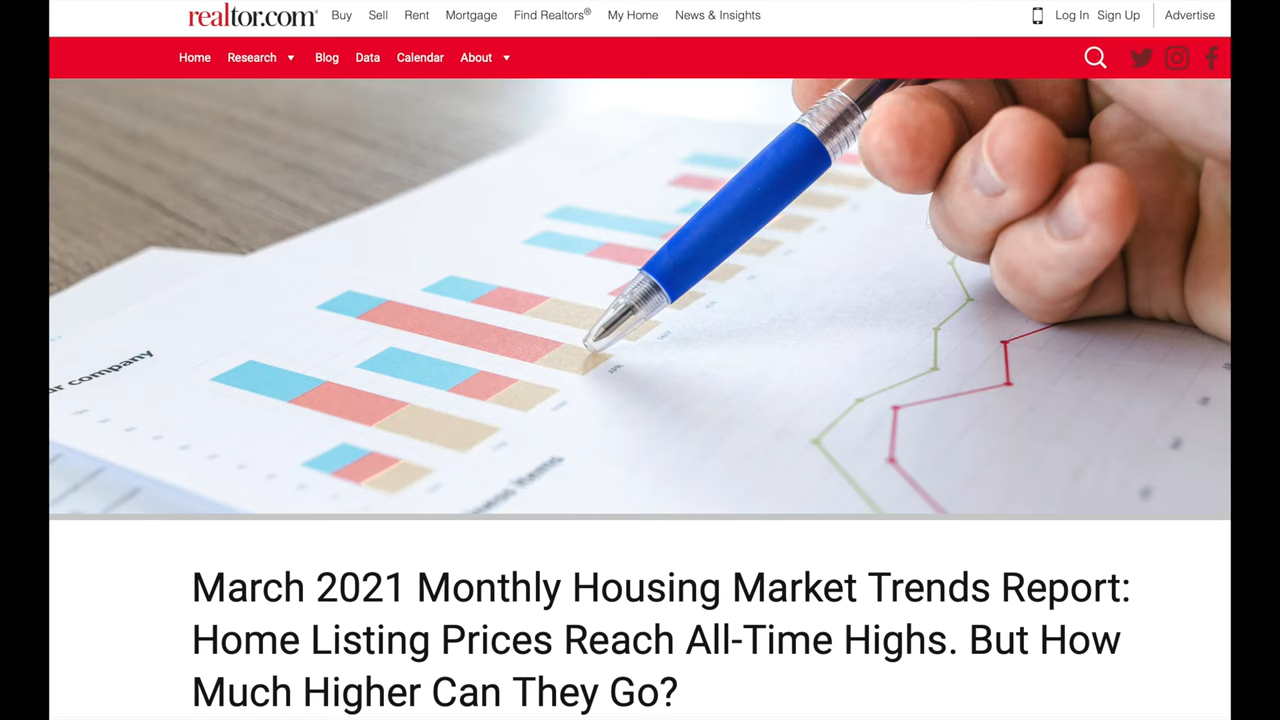 realtor.com® Buy Sell Rent Mortgage Find Realtors® My Home News & Insights Log In Sign Up Advertise
Home Research Blog Data Calendar About
company
APR
March 2021 Monthly Housing Market Trends Report:
Home Listing Prices Reach All-Time Highs. But How
Much Higher Can They Go?